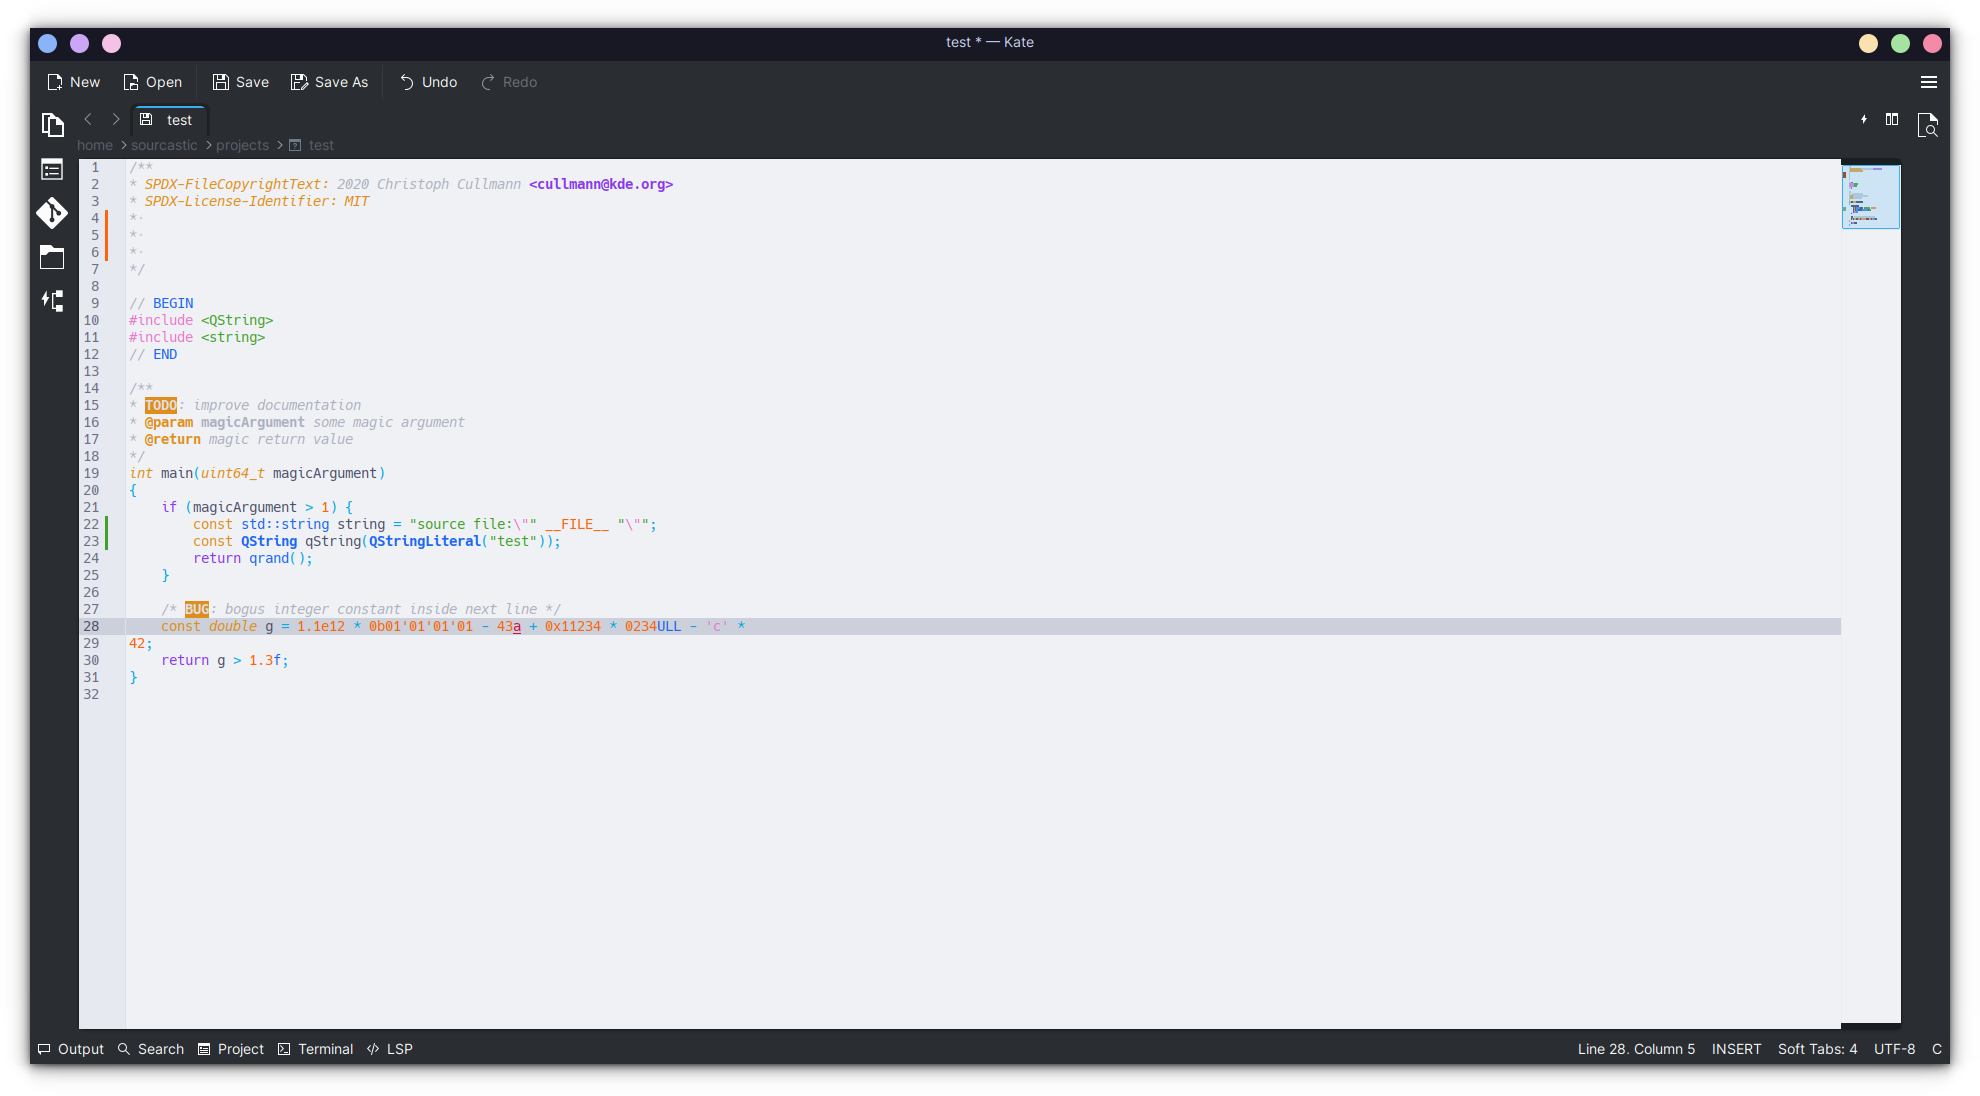 test * — Kate
New Open Save Save As Undo Redo
test
home sourcastic projects test
1 /**
2 * SPDX-FileCopyrightText: 2020 Christoph Cullmann <cullmann@kde.org>
3 * SPDX-License-Identifier: MIT
4 *
5 *
6 *
7 */
8
9 // BEGIN
10 #include <QString>
11 #include <string>
12 // END
13
14 /**
15 * TODO: improve documentation
16 * @param magicArgument some magic argument
17 * @return magic return value
18 */
19 int main(uint64_t magicArgument)
20 {
21     if (magicArgument > 1) {
22         const std::string string = "source file:\"" __FILE__ "\"";
23         const QString qString(QStringLiteral("test"));
24         return qrand();
25     }
26
27     /* BUG: bogus integer constant inside next line */
28     const double g = 1.1e12 * 0b01'01'01'01 - 43a + 0x11234 * 0234ULL - 'c' *
29 42;
30     return g > 1.3f;
31 }
32
Output Search Project Terminal LSP Line 28. Column 5 INSERT Soft Tabs: 4 UTF-8 C